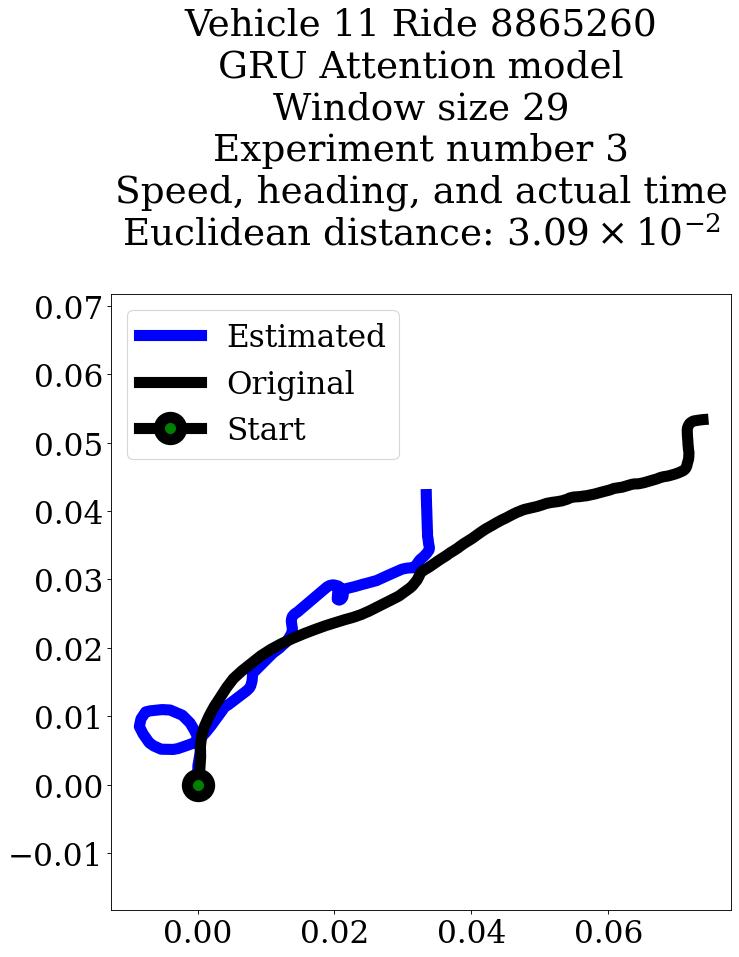 Vehicle 11 Ride 8865260
GRU Attention model
Window size 29
Experiment number 3
Speed, heading, and actual time
Euclidean distance: 3.09 × 10⁻²
Estimated
Original
Start
0.07
0.06
0.05
0.04
0.03
0.02
0.01
0.00
−0.01
0.00 0.02 0.04 0.06